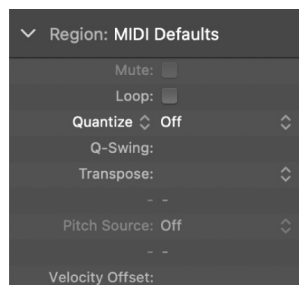 Region: MIDI Defaults
Mute:
Loop:
Quantize Off
Q-Swing:
Transpose:
- -
Pitch Source: Off
- -
Velocity Offset: